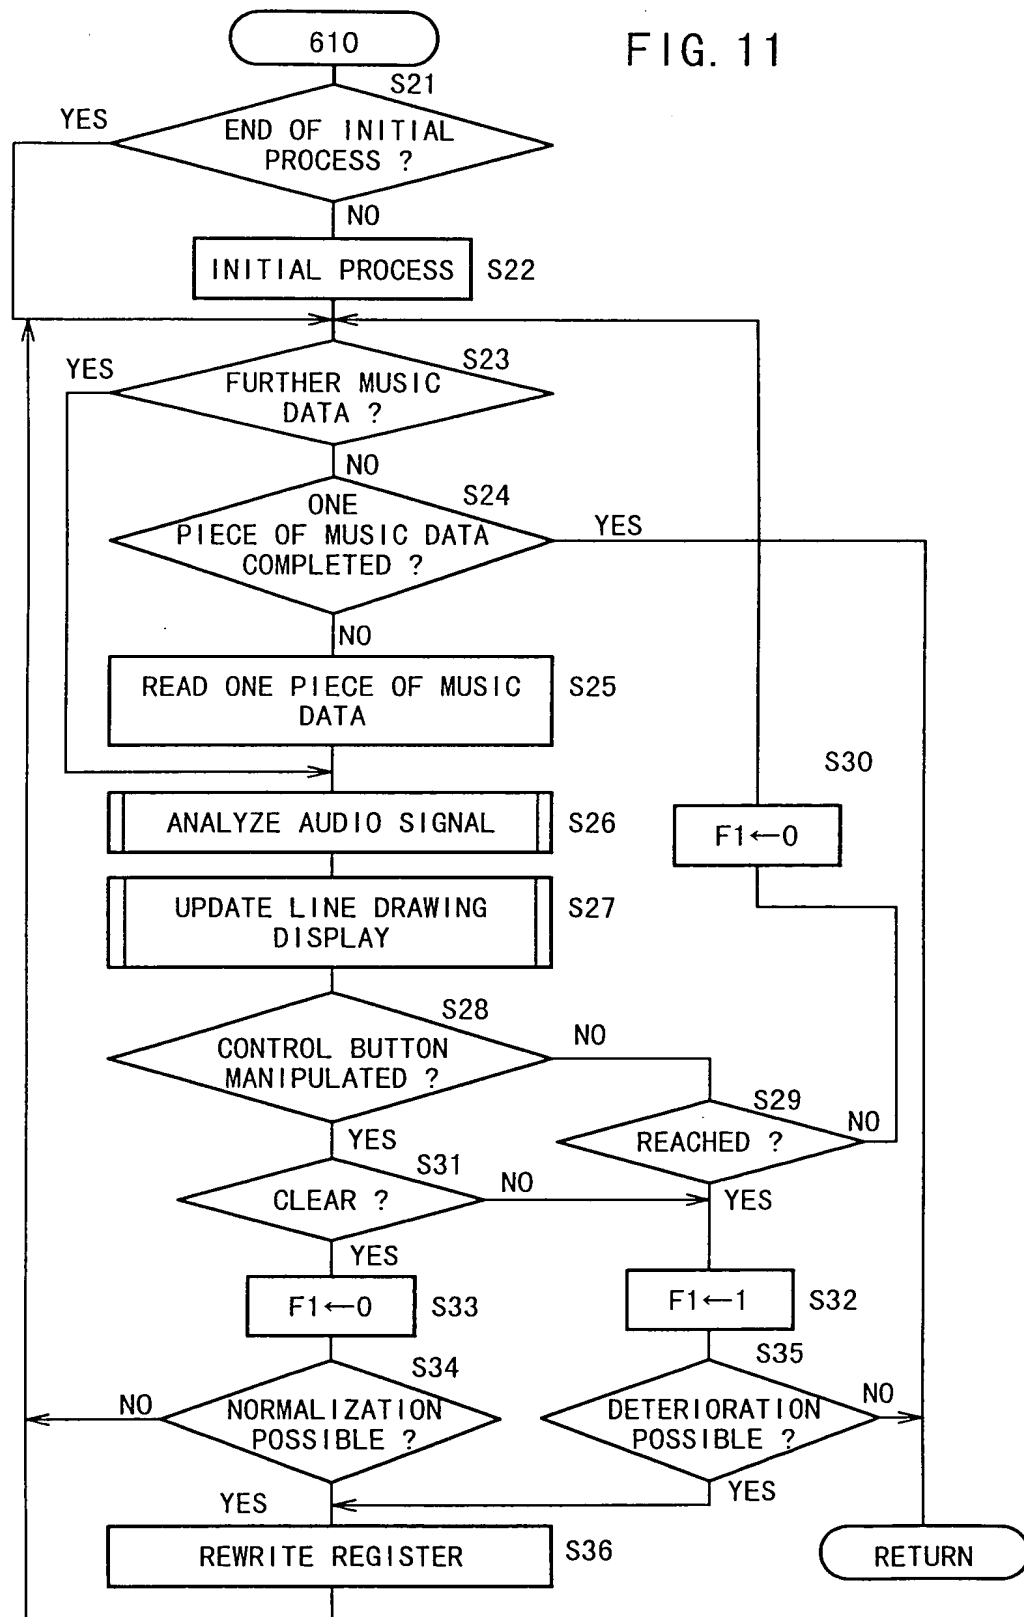 610
FIG. 11
S21
YES
END OF INITIAL
PROCESS ?
NO
INITIAL PROCESS
S22
S23
YES
FURTHER MUSIC
DATA ?
NO
S24
ONE
PIECE OF MUSIC DATA
COMPLETED ?
YES
NO
READ ONE PIECE OF MUSIC
DATA
S25
S30
F1←0
ANALYZE AUDIO SIGNAL
S26
UPDATE LINE DRAWING
DISPLAY
S27
S28
CONTROL BUTTON
MANIPULATED ?
NO
YES
S29
REACHED ?
NO
YES
S31
CLEAR ?
NO
YES
F1←0
S33
F1←1
S32
S34
NORMALIZATION
POSSIBLE ?
NO
YES
S35
DETERIORATION
POSSIBLE ?
NO
YES
REWRITE REGISTER
S36
RETURN